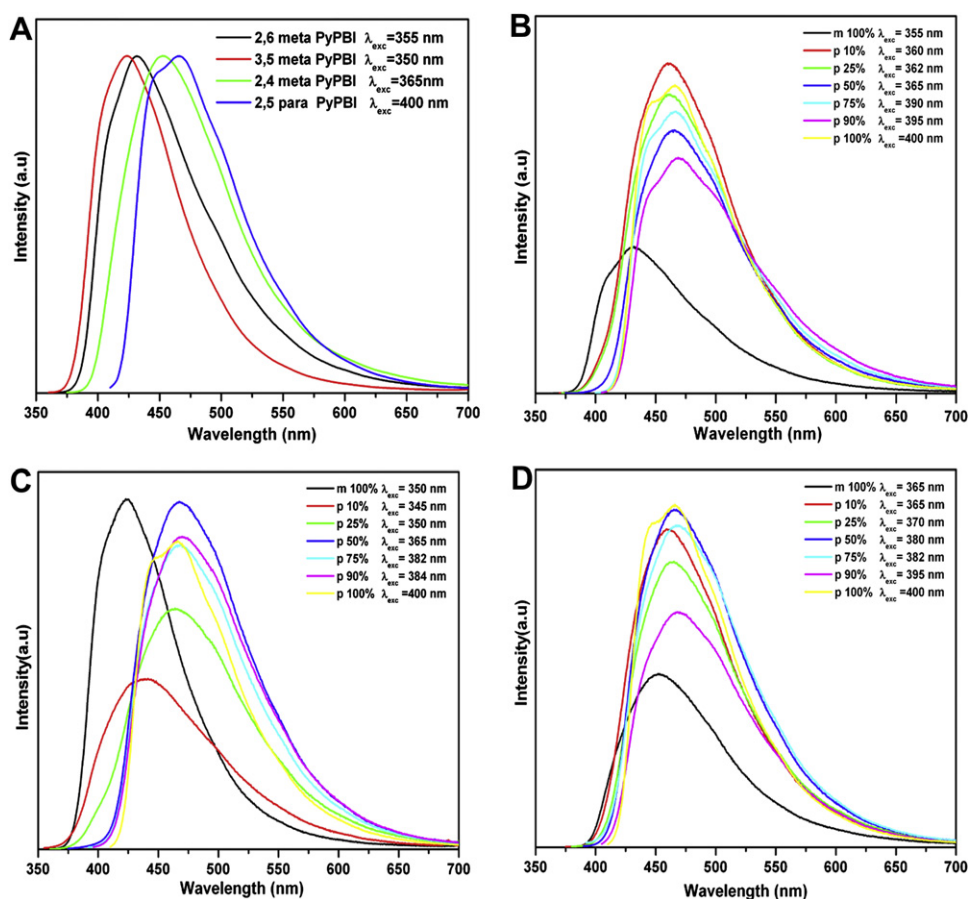 A
2,6 meta PyPBI λexc=355 nm
3,5 meta PyPBI λexc=350 nm
2,4 meta PyPBI λexc=365nm
2,5 para PyPBI λexc=400 nm
Intensity (a.u)
350 400 450 500 550 600 650 700
Wavelength (nm)
B
m 100% λexc = 355 nm
p 10% λexc = 360 nm
p 25% λexc = 362 nm
p 50% λexc = 365 nm
p 75% λexc = 390 nm
p 90% λexc = 395 nm
p 100% λexc =400 nm
Intensity (a.u)
350 400 450 500 550 600 650 700
Wavelength (nm)
C
m 100% λexc = 350 nm
p 10% λexc = 345 nm
p 25% λexc = 350 nm
p 50% λexc = 365 nm
p 75% λexc = 382 nm
p 90% λexc = 384 nm
p 100% λexc =400 nm
Intensity(a.u)
350 400 450 500 550 600 650 700
Wavelength (nm)
D
m 100% λexc = 365 nm
p 10% λexc = 365 nm
p 25% λexc = 370 nm
p 50% λexc = 380 nm
p 75% λexc = 382 nm
p 90% λexc = 395 nm
p 100% λexc = 400 nm
Intensity(a.u)
350 400 450 500 550 600 650 700
Wavelength (nm)